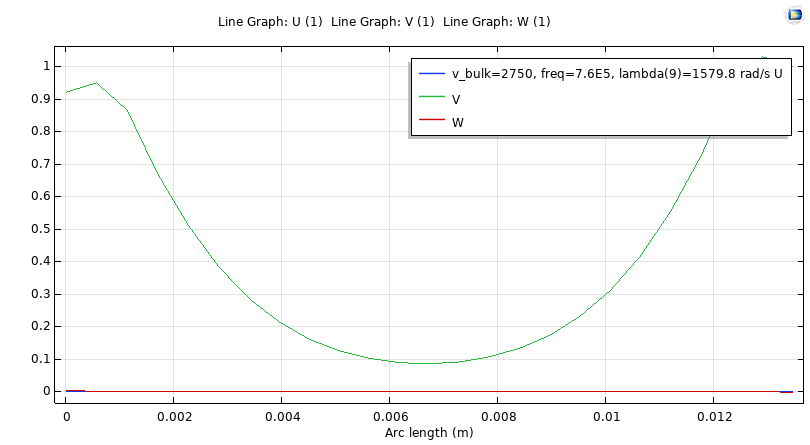 Line Graph: U (1)  Line Graph: V (1)  Line Graph: W (1)
v_bulk=2750, freq=7.6E5, lambda(9)=1579.8 rad/s U
V
W
1
0.9
0.8
0.7
0.6
0.5
0.4
0.3
0.2
0.1
0
0 0.002 0.004 0.006 0.008 0.01 0.012
Arc length (m)